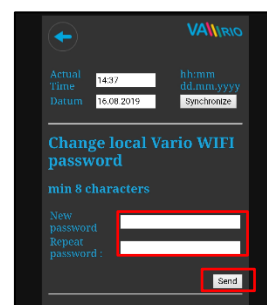 VARIO
Actual Time 14:37 hh:mm dd.mm.yyyy
Datum 16.08.2019 Synchronize
Change local Vario WIFI
password
min 8 characters
New
password
Repeat
password :
Send